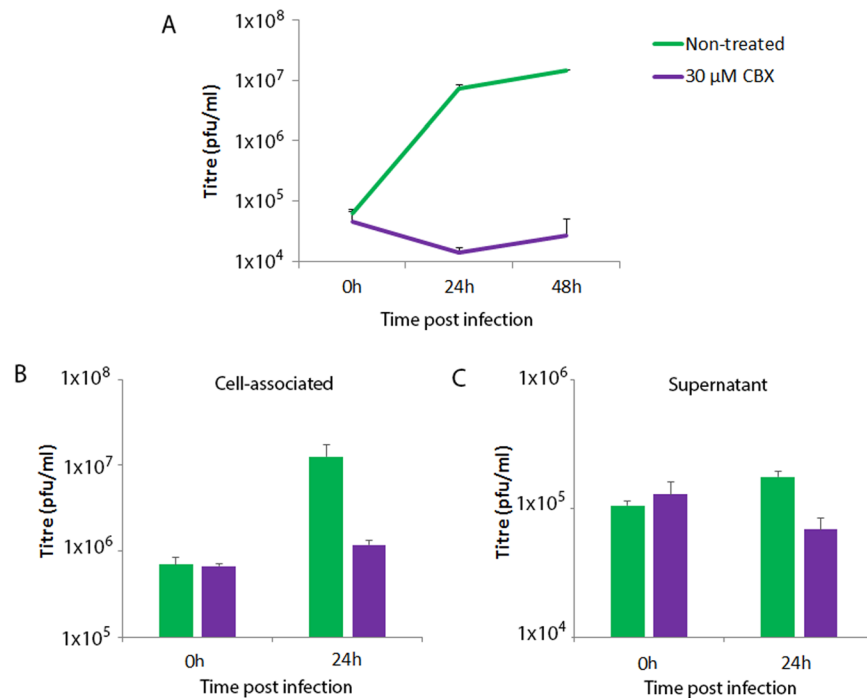 A
1x10⁸
1x10⁷
1x10⁶
1x10⁵
1x10⁴
Titre (pfu/ml)
0h 24h 48h
Time post infection
Non-treated
30 µM CBX
B
Cell-associated
1x10⁸
1x10⁷
1x10⁶
1x10⁵
Titre (pfu/ml)
0h 24h
Time post infection
C
Supernatant
1x10⁶
1x10⁵
1x10⁴
Titre (pfu/ml)
0h 24h
Time post infection